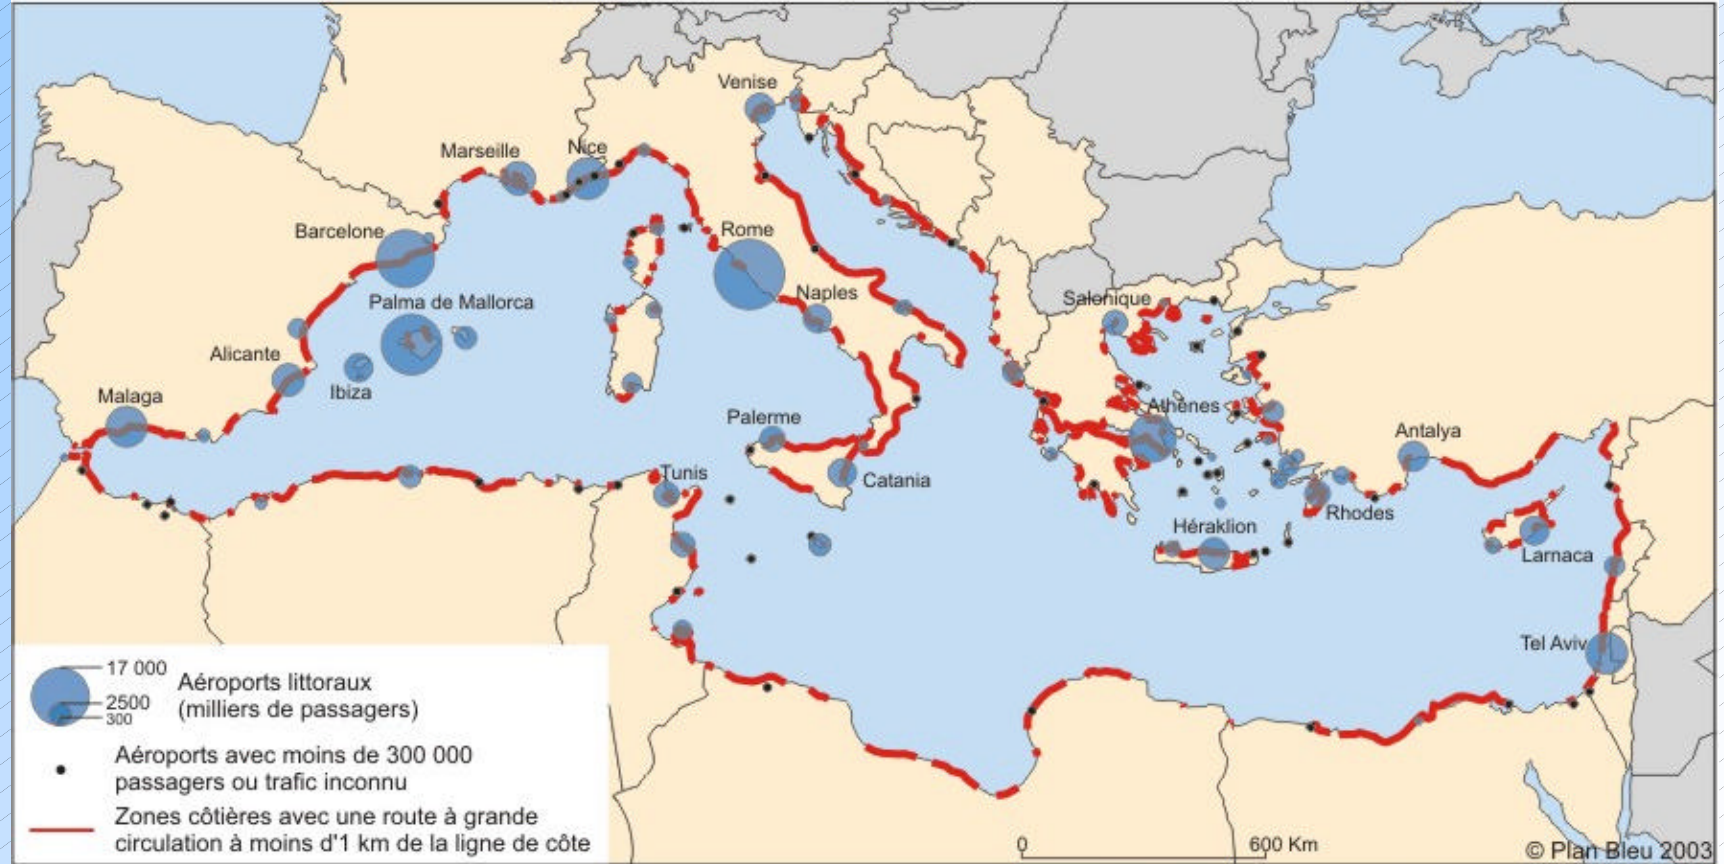 Venise
Marseille
Nice
Barcelone
Rome
Palma de Mallorca
Naples
Salonique
Alicante
Ibiza
Malaga
Palerme
Athènes
Antalya
Tunis
Catania
Rhodes
Héraklion
Larnaca
Tel Aviv
17 000
2500
300
Aéroports littoraux
(milliers de passagers)
Aéroports avec moins de 300 000
passagers ou trafic inconnu
Zones côtières avec une route à grande
circulation à moins d'1 km de la ligne de côte
0
600 Km
© Plan Bleu 2003